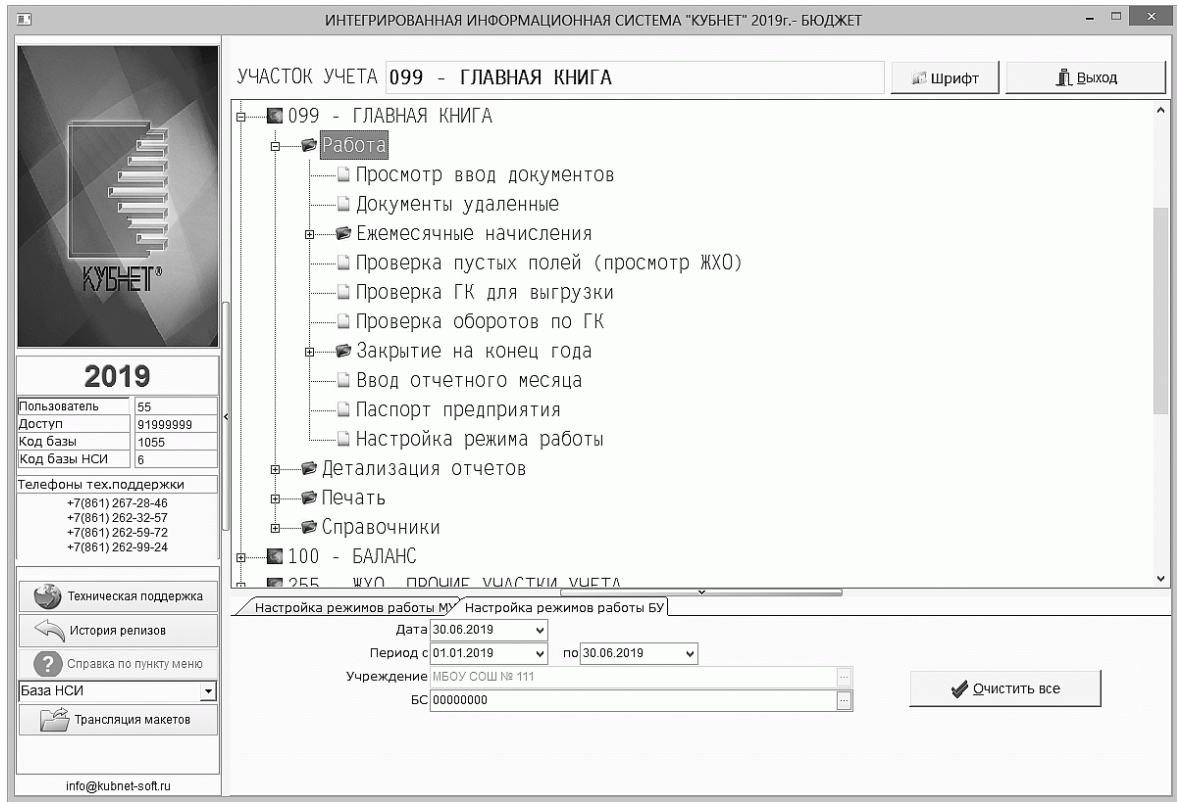 ИНТЕГРИРОВАННАЯ ИНФОРМАЦИОННАЯ СИСТЕМА "КУБНЕТ" 2019г.- БЮДЖЕТ
КУБНЕТ®
2019
Пользователь 55
Доступ 91999999
Код базы 1055
Код базы НСИ 6
Телефоны тех.поддержки
+7(861) 267-28-46
+7(861) 262-32-57
+7(861) 262-59-72
+7(861) 262-99-24
Техническая поддержка
История релизов
Справка по пункту меню
База НСИ
Трансляция макетов
info@kubnet-soft.ru
УЧАСТОК УЧЕТА 099 - ГЛАВНАЯ КНИГА Шрифт Выход
099 - ГЛАВНАЯ КНИГА
Работа
Просмотр ввод документов
Документы удаленные
Ежемесячные начисления
Проверка пустых полей (просмотр ЖХО)
Проверка ГК для выгрузки
Проверка оборотов по ГК
Закрытие на конец года
Ввод отчетного месяца
Паспорт предприятия
Настройка режима работы
Детализация отчетов
Печать
Справочники
100 - БАЛАНС
255 ЖХО ПРОЧИЕ УЧАСТКИ УЧЕТА
Настройка режимов работы МУ Настройка режимов работы БУ
Дата 30.06.2019
Период с 01.01.2019 по 30.06.2019
Учреждение МБОУ СОШ № 111 ...
БС 00000000 ...
Очистить все